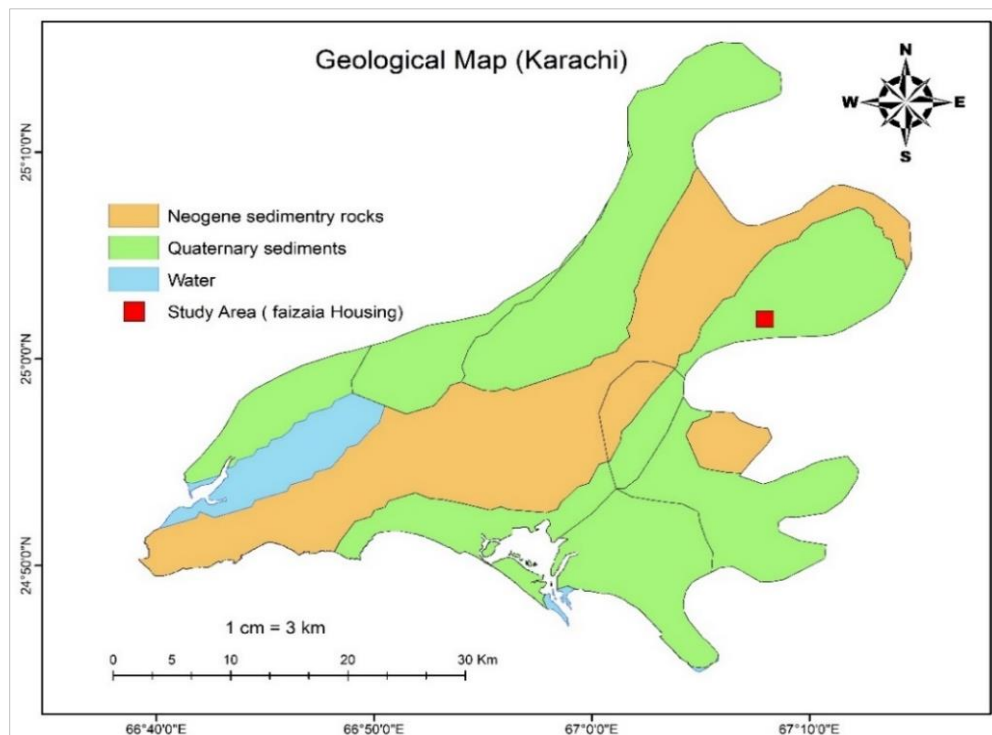 Geological Map (Karachi)
N
W E
S
25°10'0"N
25°0'0"N
24°50'0"N
Neogene sedimentry rocks
Quaternary sediments
Water
Study Area ( faizaia Housing)
1 cm = 3 km
0 5 10 20 30 Km
66°40'0"E 66°50'0"E 67°0'0"E 67°10'0"E